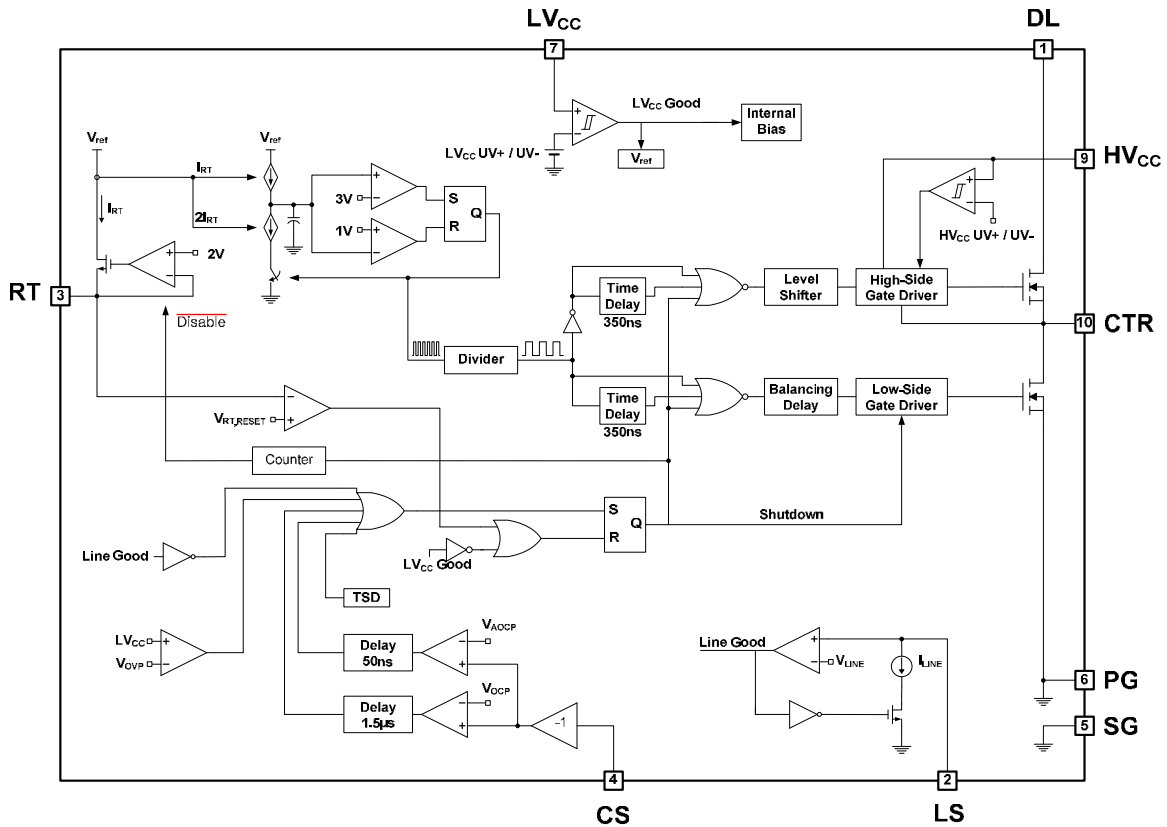 LVCC
DL
7
1
Vref
Vref
IRT
IRT
2IRT
3V
1V
S
R
Q
2V
LVCC Good
Internal
Bias
Vref
LVCC UV+ / UV-
9
HVCC
HVCC UV+ / UV-
RT
3
Disable
Time
Delay
350ns
Level
Shifter
High-Side
Gate Driver
10
CTR
Divider
Time
Delay
350ns
Balancing
Delay
Low-Side
Gate Driver
VRT,RESET
Counter
S
R
Q
Shutdown
Line Good
LVCC Good
TSD
LVCC
VOVP
Delay
50ns
VAOCP
Delay
1.5µs
VOCP
-1
Line Good
VLINE
ILINE
6
PG
5
SG
4
2
CS
LS